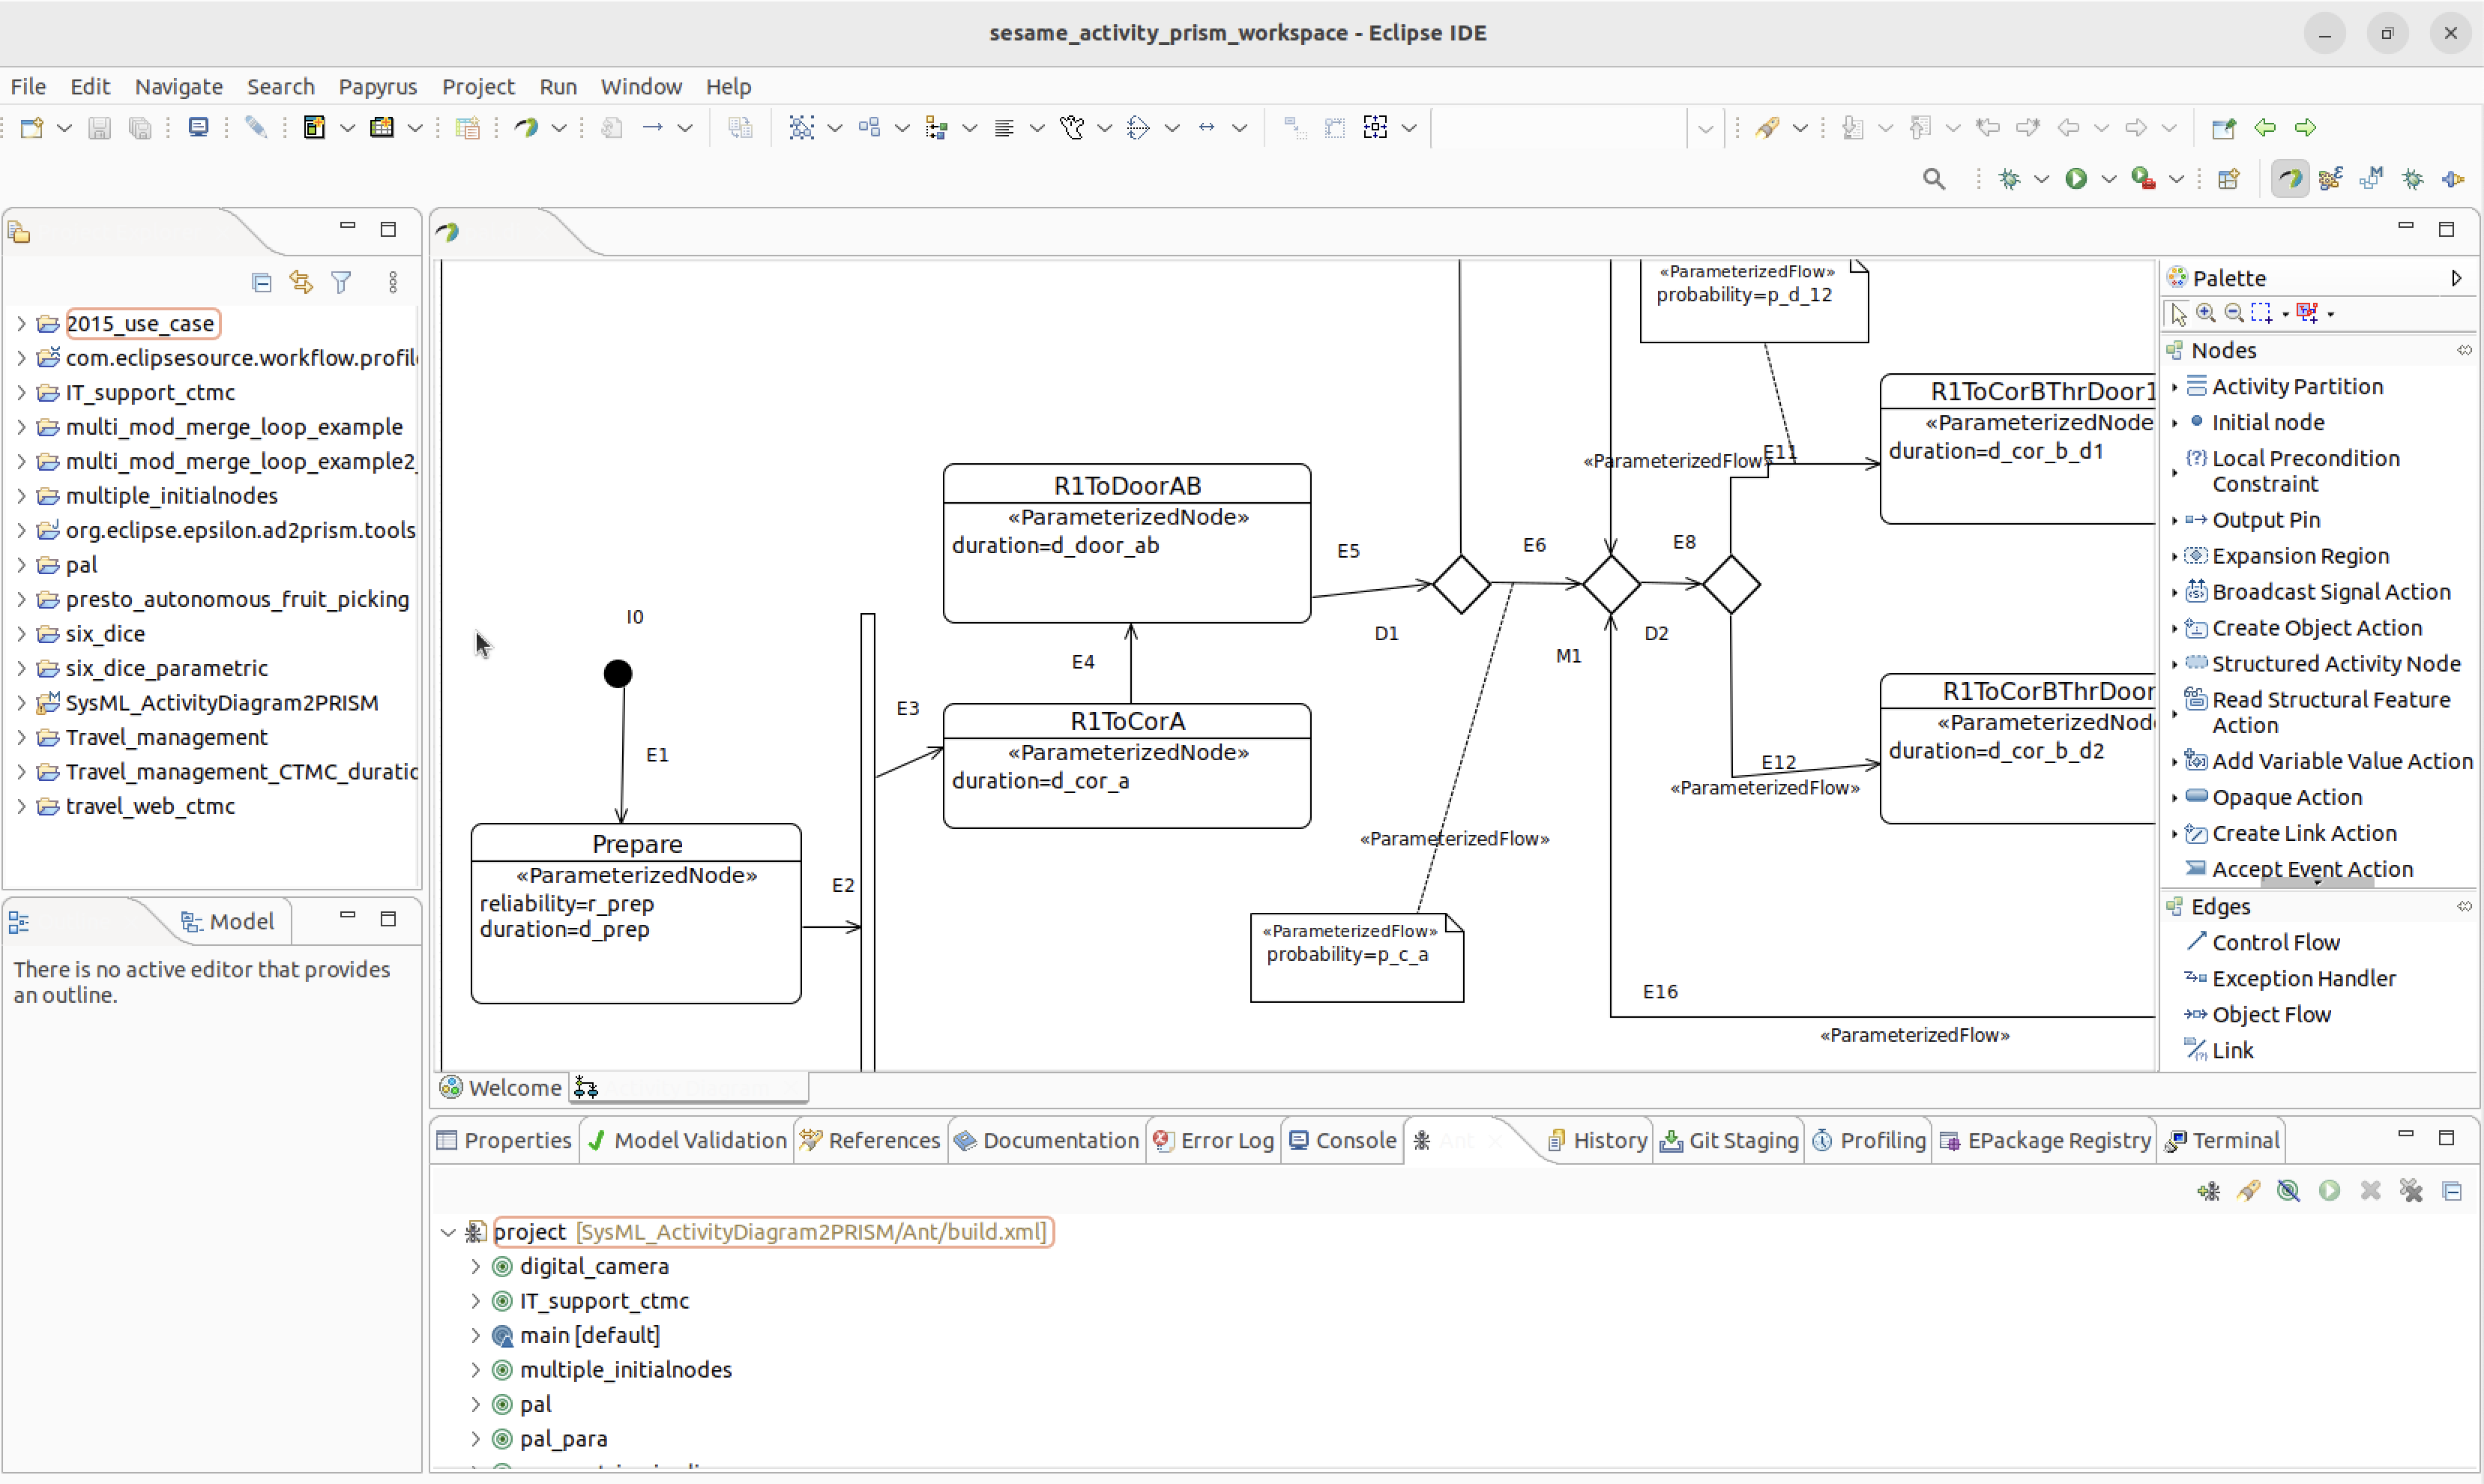 sesame_activity_prism_workspace - Eclipse IDE
File Edit Navigate Search Papyrus Project Run Window Help
2015_use_case
com.eclipsesource.workflow.profil
IT_support_ctmc
multi_mod_merge_loop_example
multi_mod_merge_loop_example2_
multiple_initialnodes
org.eclipse.epsilon.ad2prism.tools
pal
presto_autonomous_fruit_picking
six_dice
six_dice_parametric
SysML_ActivityDiagram2PRISM
Travel_management
Travel_management_CTMC_duratic
travel_web_ctmc
Model
There is no active editor that provides
an outline.
«ParameterizedFlow»
probability=p_d_12
R1ToCorBThrDoor1
«ParameterizedNode
duration=d_cor_b_d1
E11
«ParameterizedFlow»
R1ToDoorAB
«ParameterizedNode»
duration=d_door_ab
E5
E6
E8
I0
D1
D2
M1
E4
E3
R1ToCorA
«ParameterizedNode»
duration=d_cor_a
R1ToCorBThrDoor
«ParameterizedNod
duration=d_cor_b_d2
E1
E12
«ParameterizedFlow»
Prepare
«ParameterizedNode»
reliability=r_prep
duration=d_prep
E2
«ParameterizedFlow»
«ParameterizedFlow»
probability=p_c_a
E16
«ParameterizedFlow»
Welcome
Palette
Nodes
Activity Partition
Initial node
Local Precondition
Constraint
Output Pin
Expansion Region
Broadcast Signal Action
Create Object Action
Structured Activity Node
Read Structural Feature
Action
Add Variable Value Action
Opaque Action
Create Link Action
Accept Event Action
Edges
Control Flow
Exception Handler
Object Flow
Link
Properties Model Validation References Documentation Error Log Console Ant History Git Staging Profiling EPackage Registry Terminal
project [SysML_ActivityDiagram2PRISM/Ant/build.xml]
digital_camera
IT_support_ctmc
main [default]
multiple_initialnodes
pal
pal_para